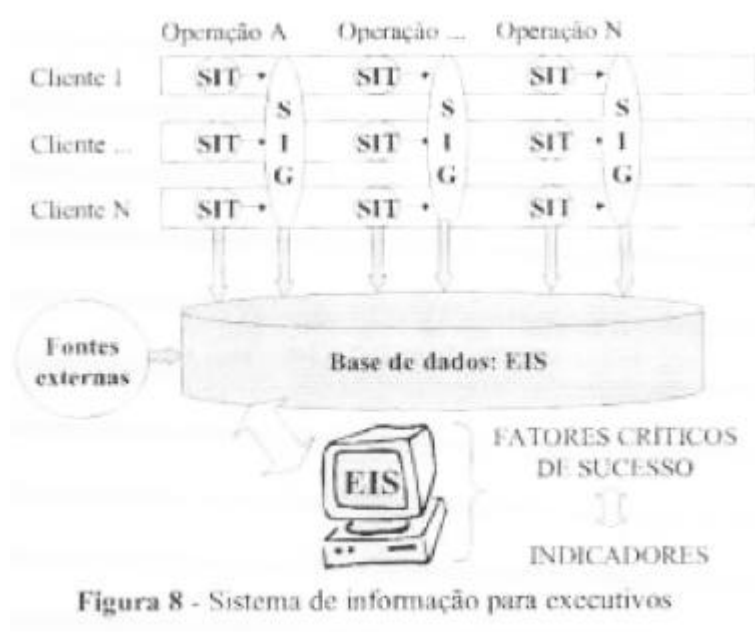 Operação A Operação ... Operação N
Cliente 1 SIT SIT SIT
S I G S I G S I G
Cliente ... SIT SIT SIT
Cliente N SIT SIT SIT
Fontes externas
Base de dados: EIS
EIS
FATORES CRÍTICOS
DE SUCESSO
INDICADORES
Figura 8 - Sistema de informação para executivos